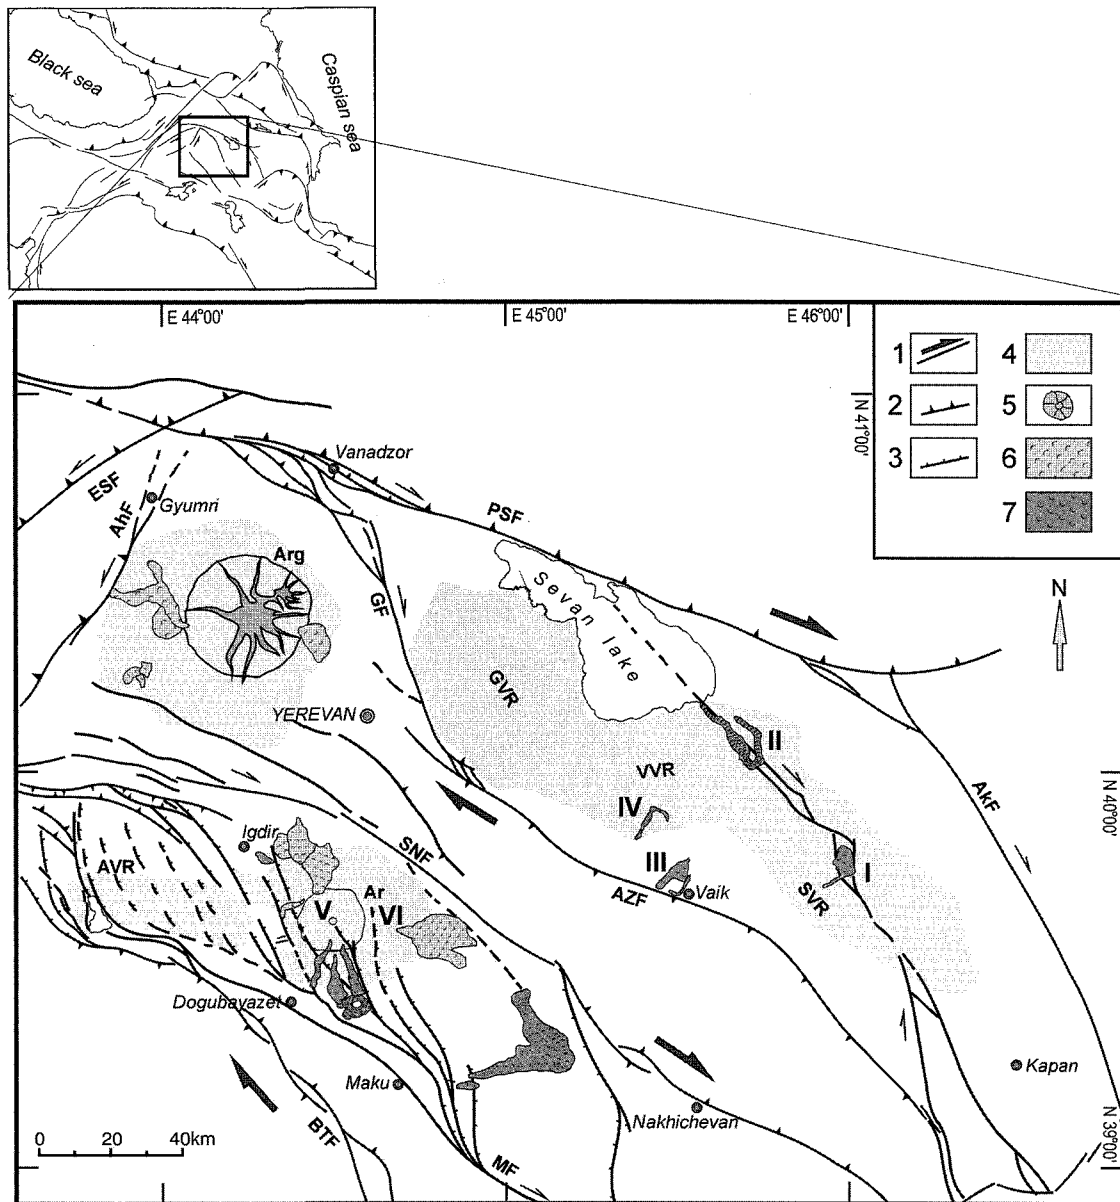 Black sea
Caspian sea
E 44°00'
E 45°00'
E 46°00'
1
4
2
5
3
6
7
N 41°00'
Vanadzor
ESF
AhF
Gyumri
PSF
Arg
GF
Sevan lake
N
GVR
YEREVAN
II
VVR
N 40°00'
AkF
IV
Igdir
SNF
III
I
AVR
Ar
Vaik
V
VI
AZF
SVR
Dogubayazet
Kapan
Maku
Nakhichevan
N 39°00'
BTF
MF
0 20 40km